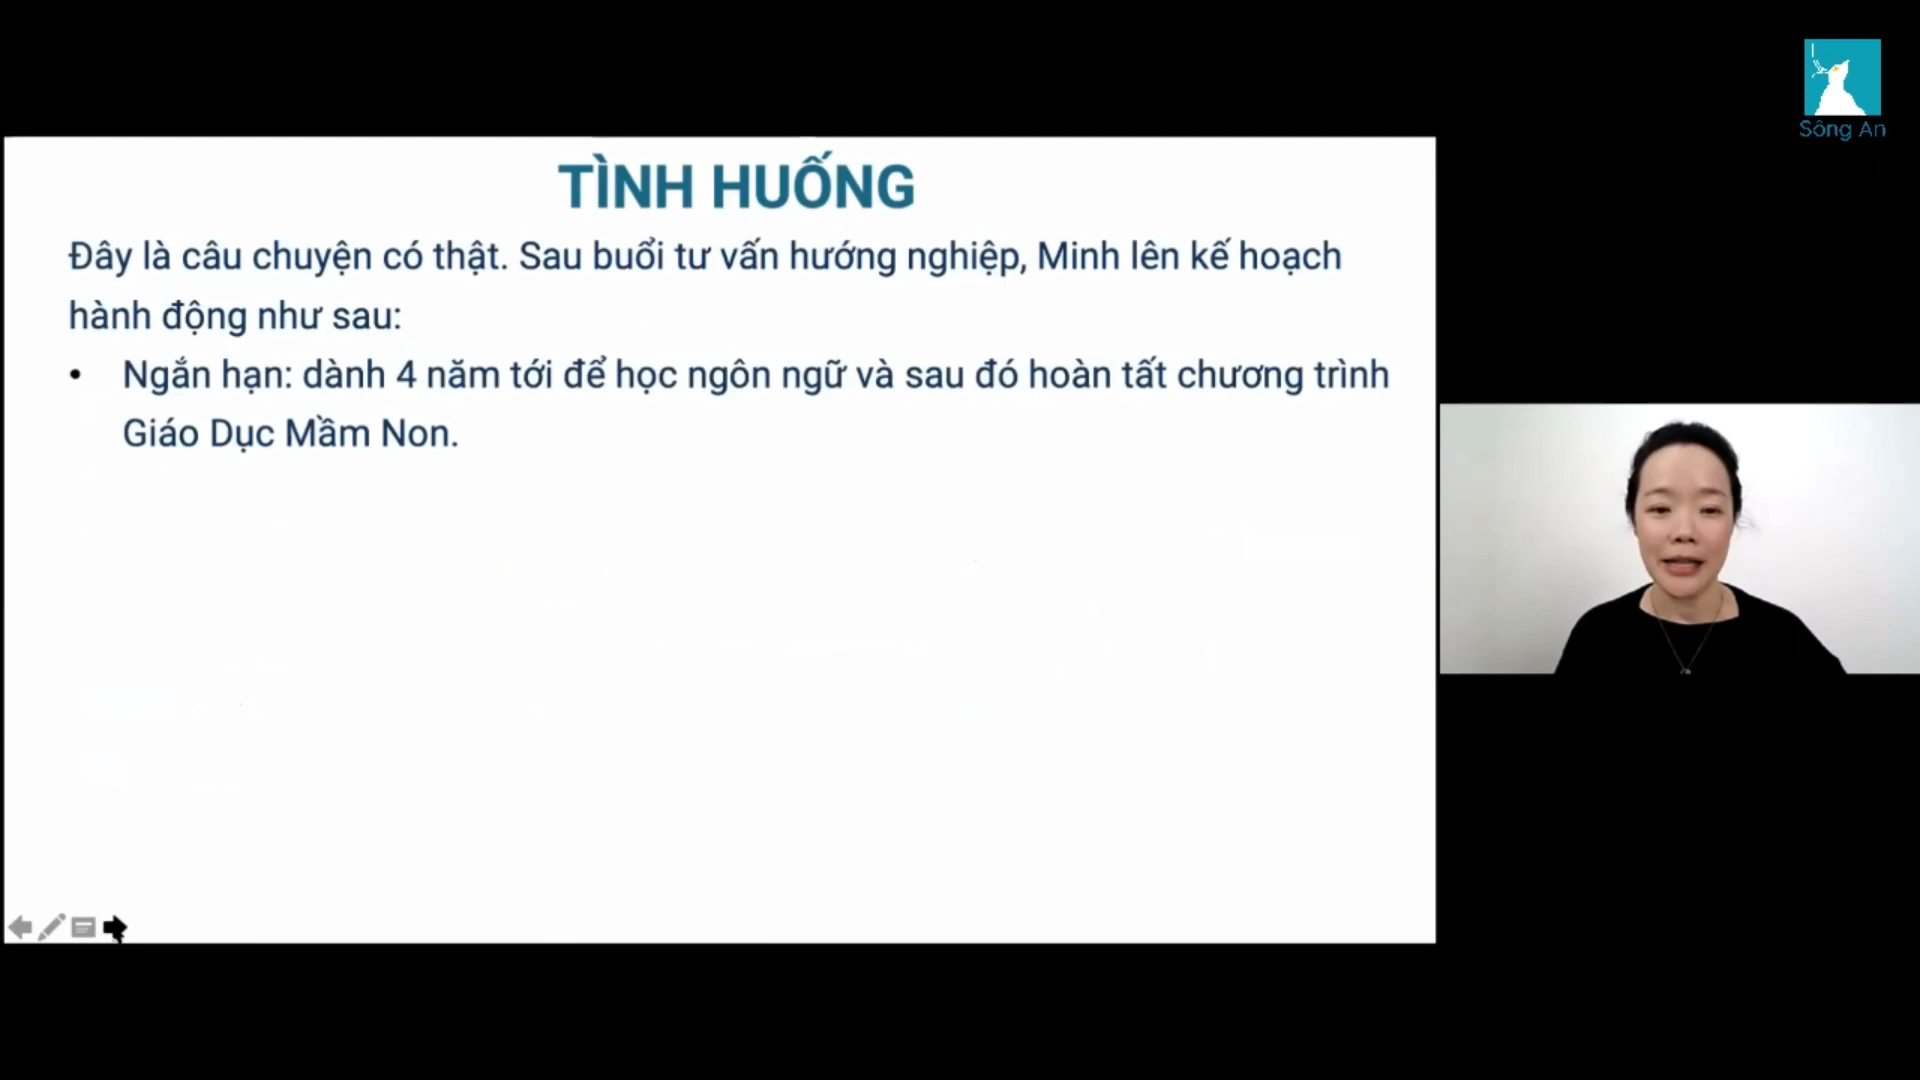 Sông An
TÌNH HUỐNG
Đây là câu chuyện có thật. Sau buổi tư vấn hướng nghiệp, Minh lên kế hoạch
hành động như sau:
• Ngắn hạn: dành 4 năm tới để học ngôn ngữ và sau đó hoàn tất chương trình
Giáo Dục Mầm Non.